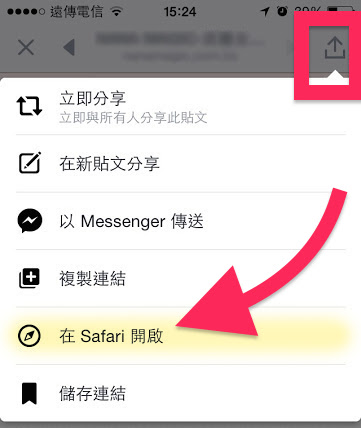 遠傳電信 15:24
立即分享
立即與所有人分享此貼文
在新貼文分享
以 Messenger 傳送
複製連結
在 Safari 開啟
儲存連結